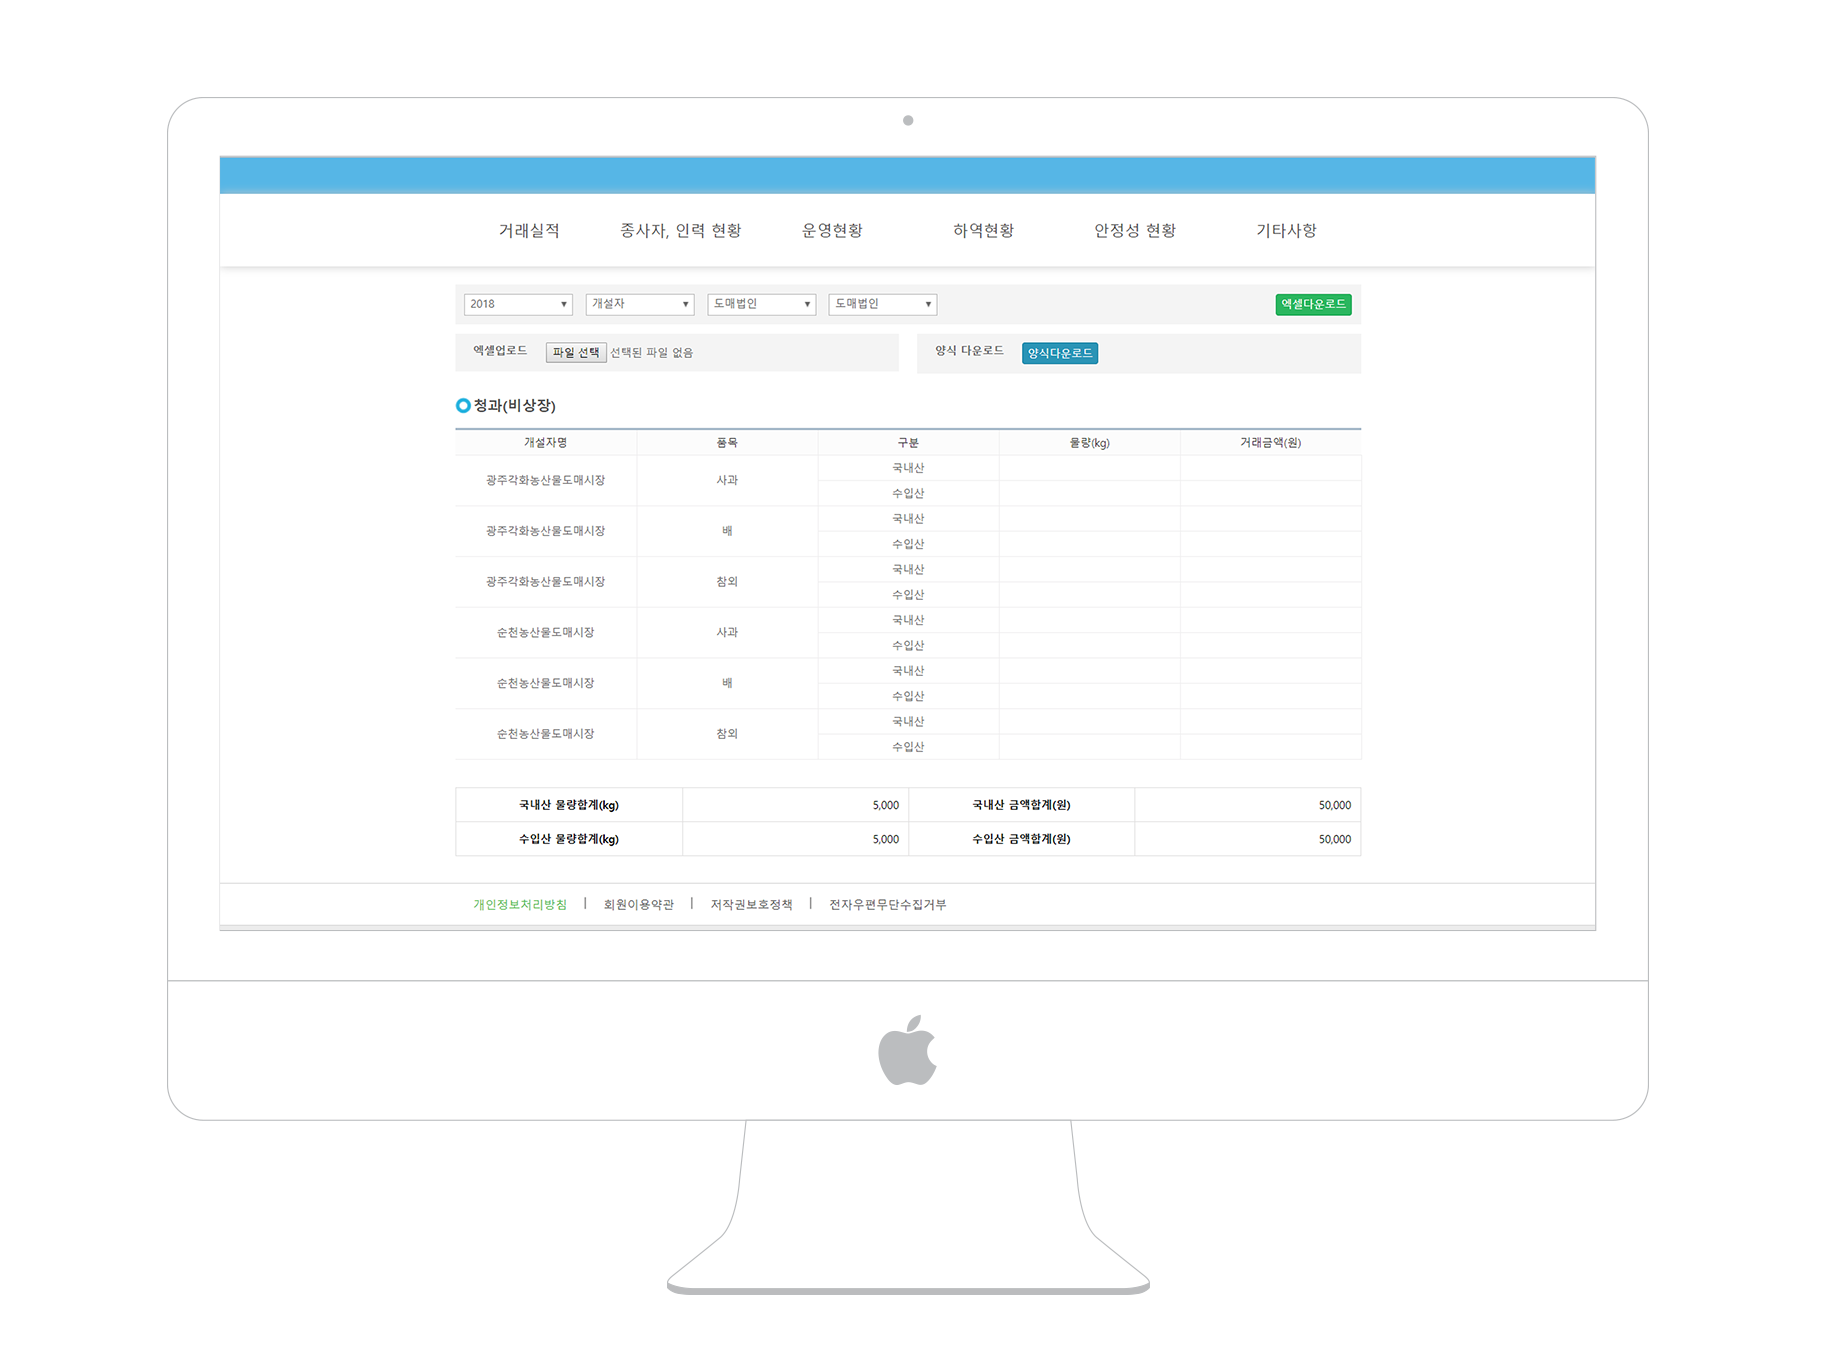 거래실적 종사자, 인력 현황 운영현황 하역현황 안정성 현황 기타사항
2018 개설자 도매법인 도매법인 엑셀다운로드
엑셀업로드 파일 선택 선택된 파일 없음 양식 다운로드 양식다운로드
청과(비상장)
개설자명 품목 구분 물량(kg) 거래금액(원)
광주각화농산물도매시장 사과 국내산
수입산
광주각화농산물도매시장 배 국내산
수입산
광주각화농산물도매시장 참외 국내산
수입산
순천농산물도매시장 사과 국내산
수입산
순천농산물도매시장 배 국내산
수입산
순천농산물도매시장 참외 국내산
수입산
국내산 물량합계(kg) 5,000 국내산 금액합계(원) 50,000
수입산 물량합계(kg) 5,000 수입산 금액합계(원) 50,000
개인정보처리방침 | 회원이용약관 | 저작권보호정책 | 전자우편무단수집거부